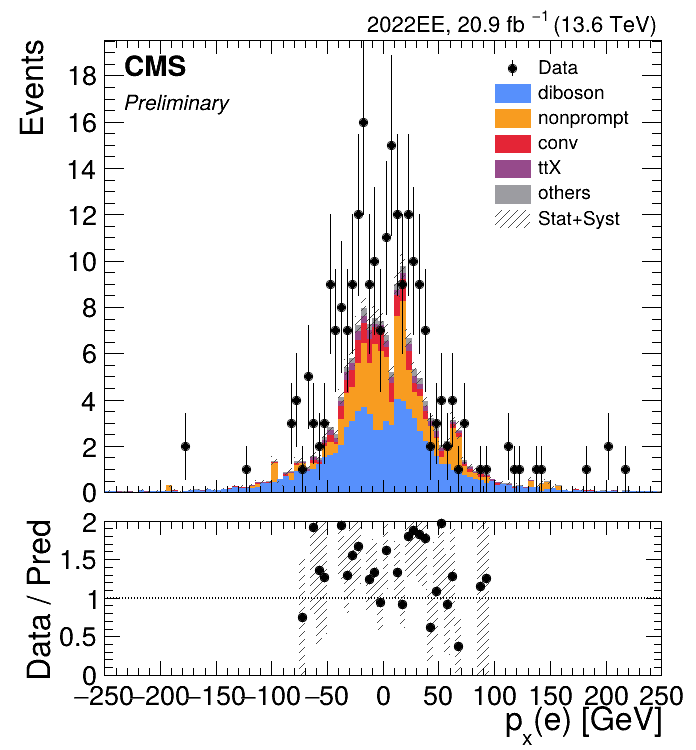 2022EE, 20.9 fb ⁻¹ (13.6 TeV)
CMS
Preliminary
Data
diboson
nonprompt
conv
ttX
others
Stat+Syst
Events
18
16
14
12
10
8
6
4
2
0
Data / Pred
2
1.5
1
0.5
0
−250 −200 −150 −100 −50 0 50 100 150 200 250
pₓ(e) [GeV]